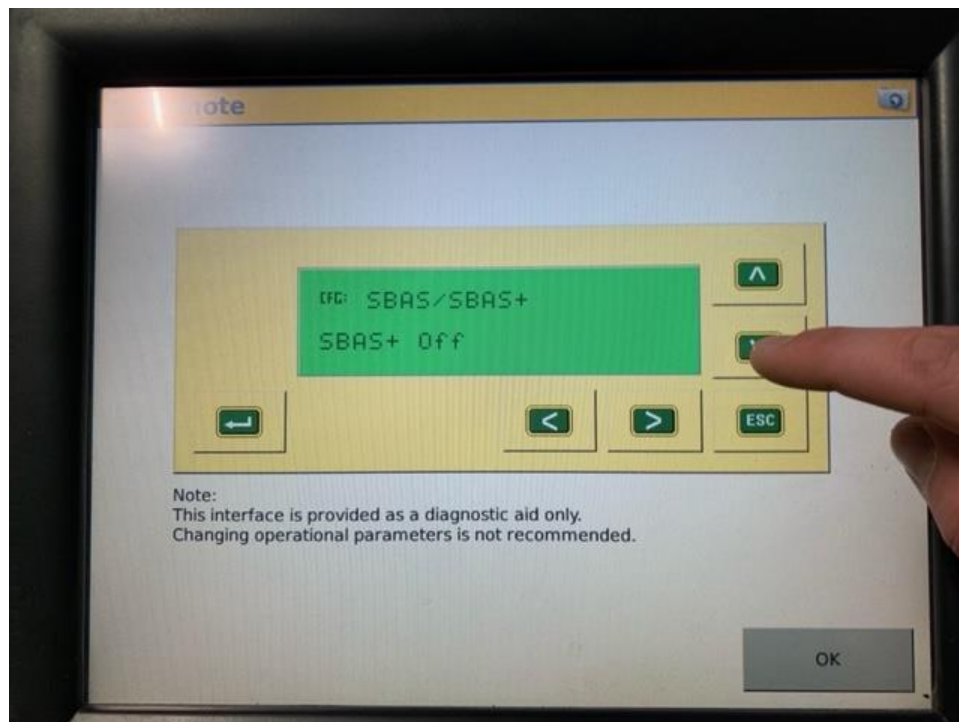 note
CFG: SBAS/SBAS+
SBAS+ Off
ESC
Note:
This interface is provided as a diagnostic aid only.
Changing operational parameters is not recommended.
OK